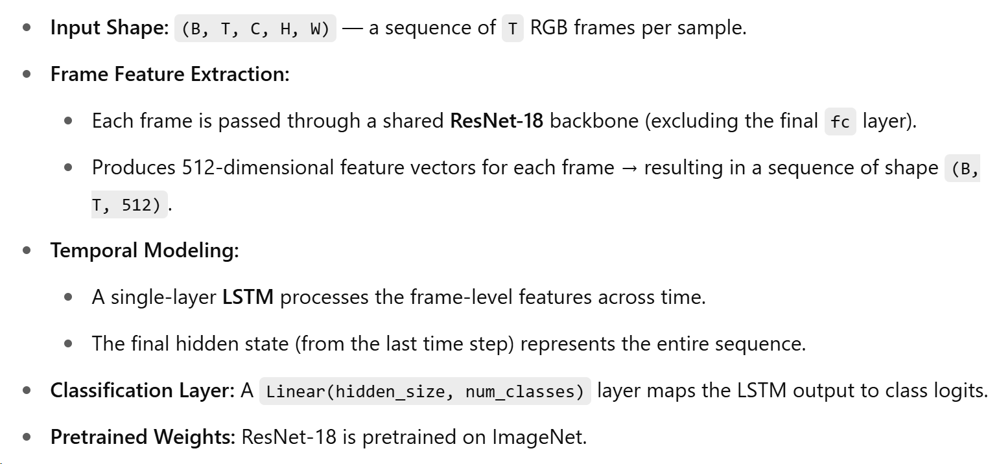 Input Shape: (B, T, C, H, W) — a sequence of T RGB frames per sample.
Frame Feature Extraction:
Each frame is passed through a shared ResNet-18 backbone (excluding the final fc layer).
Produces 512-dimensional feature vectors for each frame → resulting in a sequence of shape (B,
T, 512).
Temporal Modeling:
A single-layer LSTM processes the frame-level features across time.
The final hidden state (from the last time step) represents the entire sequence.
Classification Layer: A Linear(hidden_size, num_classes) layer maps the LSTM output to class logits.
Pretrained Weights: ResNet-18 is pretrained on ImageNet.